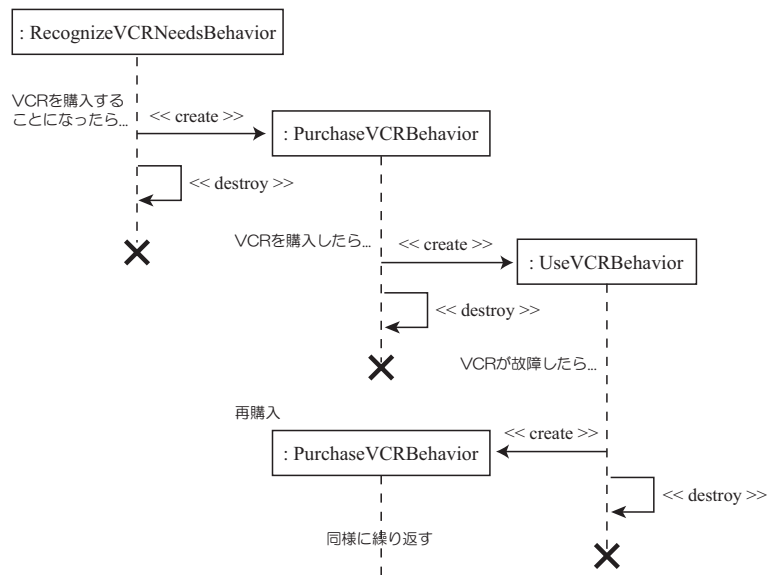 : RecognizeVCRNeedsBehavior
VCRを購入する
ことになったら...
<< create >>
: PurchaseVCRBehavior
<< destroy >>
VCRを購入したら...
<< create >>
: UseVCRBehavior
<< destroy >>
VCRが故障したら...
再購入
<< create >>
: PurchaseVCRBehavior
<< destroy >>
同様に繰り返す